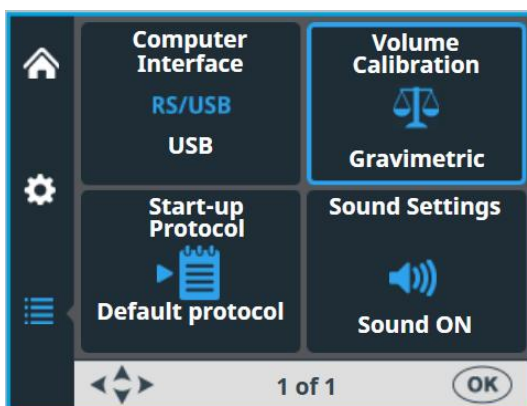 Computer
Interface
RS/USB
USB
Volume
Calibration
Gravimetric
Start-up
Protocol
Default protocol
Sound Settings
Sound ON
1 of 1
OK